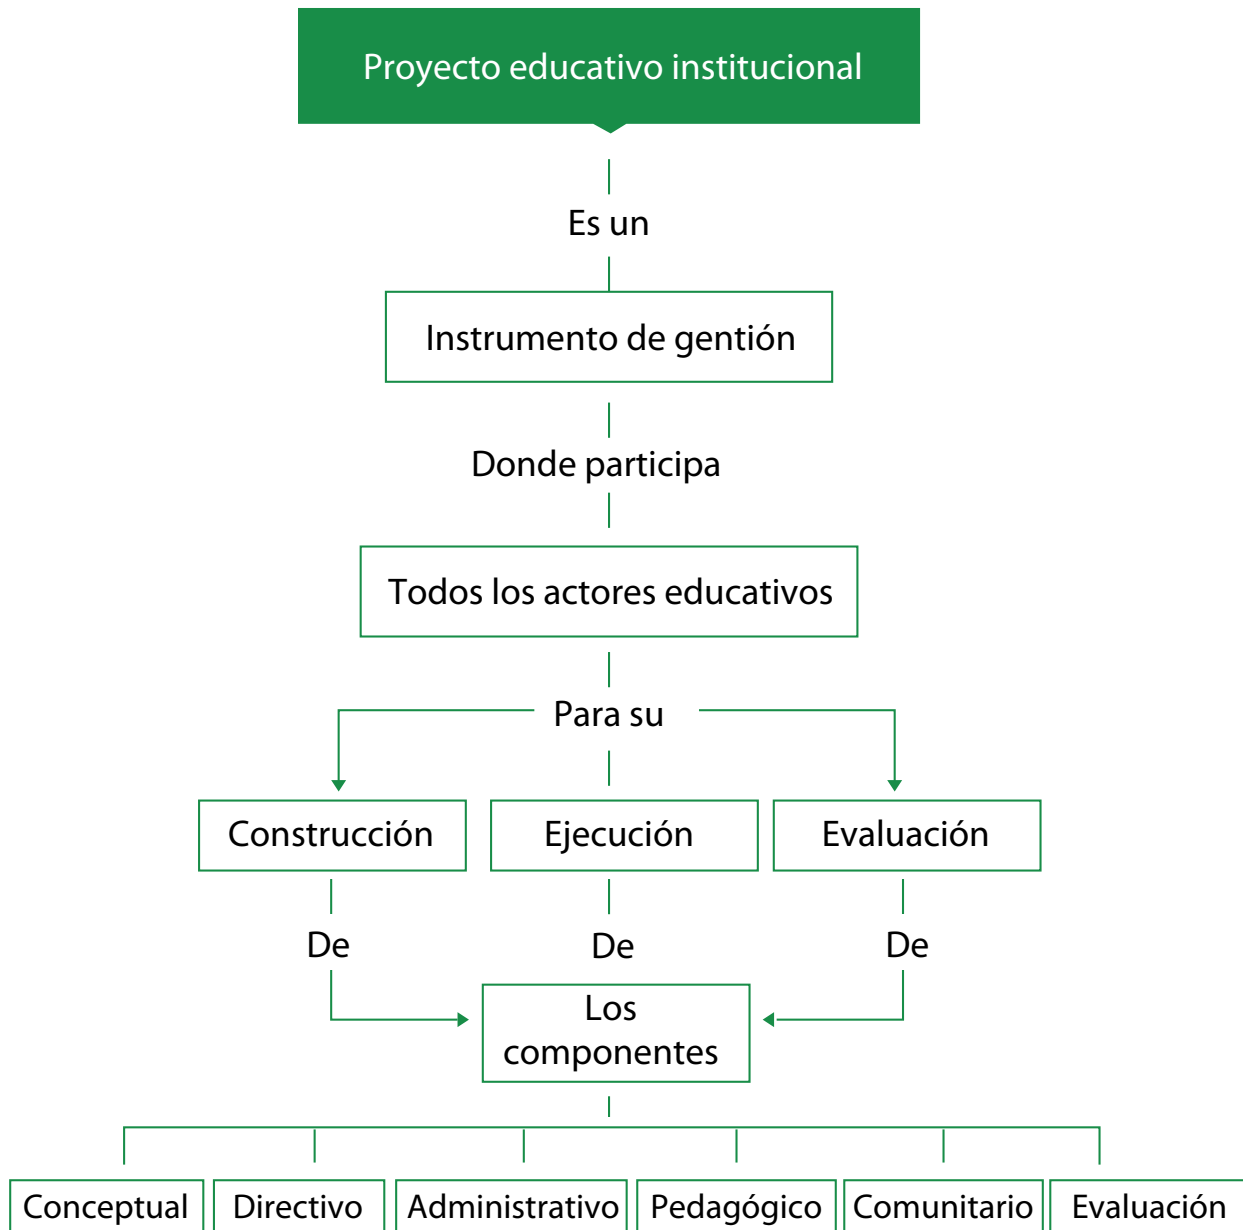 Proyecto educativo institucional
Es un
Instrumento de gentión
Donde participa
Todos los actores educativos
Para su
Construcción
Ejecución
Evaluación
De
De
De
Los
componentes
Conceptual
Directivo
Administrativo
Pedagógico
Comunitario
Evaluación